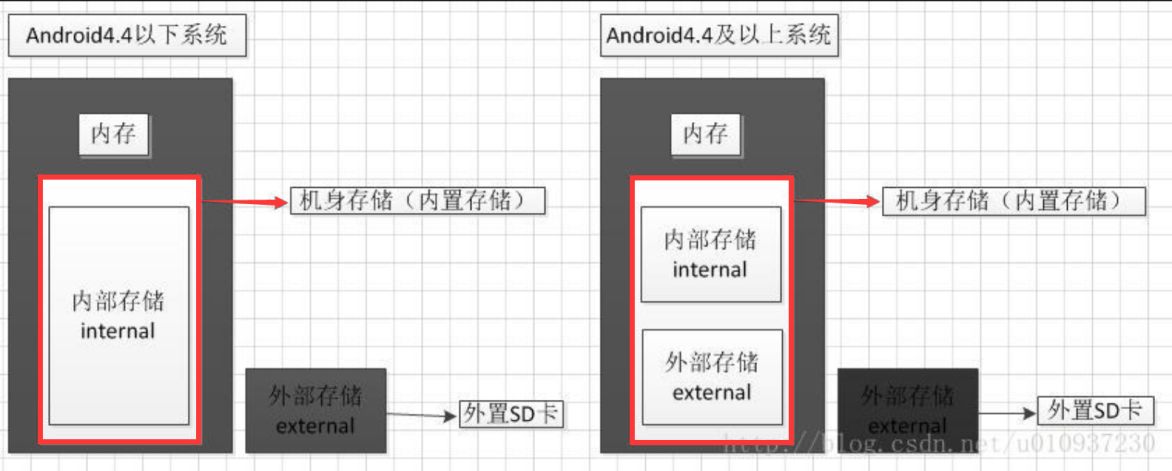 Android4.4以下系统
内存
机身存储（内置存储）
内部存储
internal
外部存储
external
外置SD卡
Android4.4及以上系统
内存
机身存储（内置存储）
内部存储
internal
外部存储
external
外部存储
external
外置SD卡
http://blog.csdn.net/u010937230